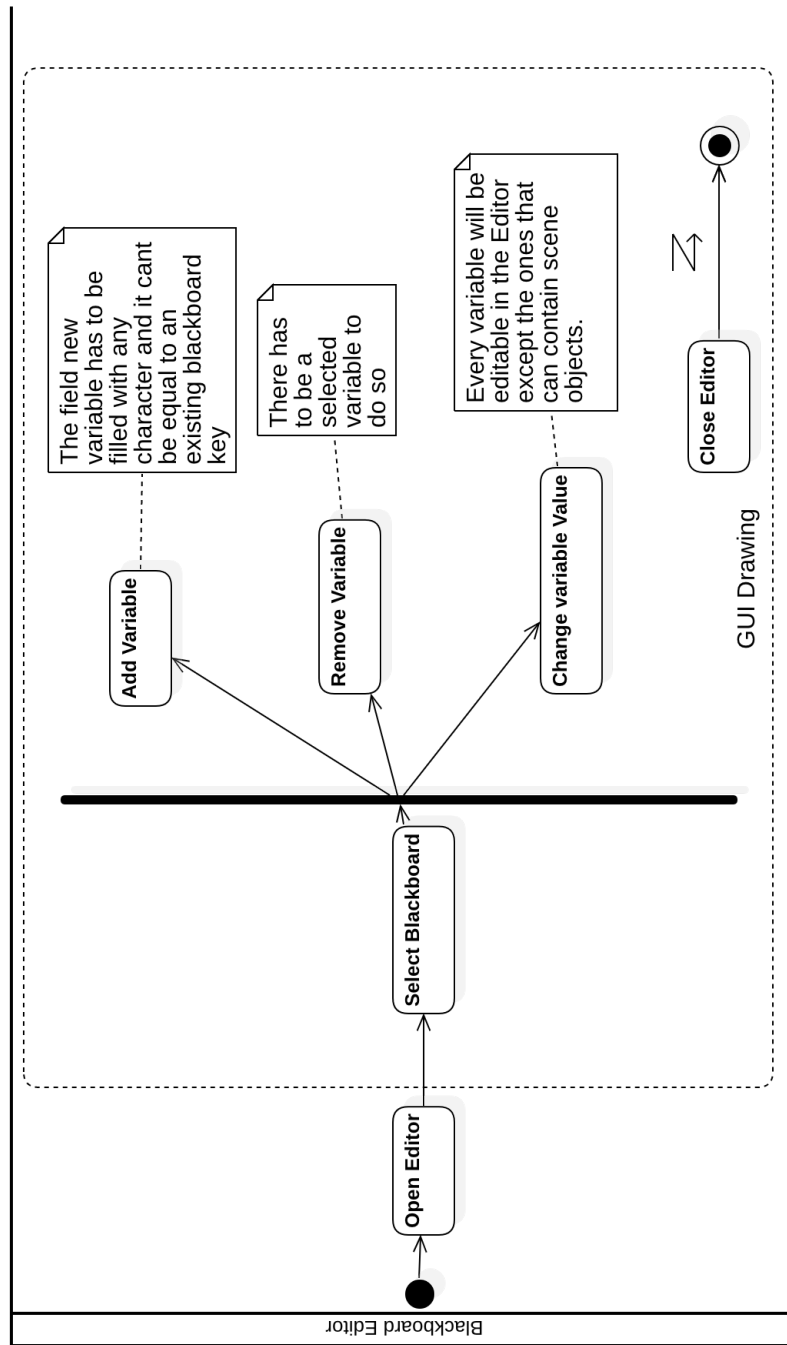 Blackboard Editor
Open Editor
Select Blackboard
Add Variable
The field new
variable has to be
filled with any
character and it cant
be equal to an
existing blackboard
key
Remove Variable
There has
to be a
selected
variable to
do so
Change variable Value
Every variable will be
editable in the Editor
except the ones that
can contain scene
objects.
Close Editor
GUI Drawing